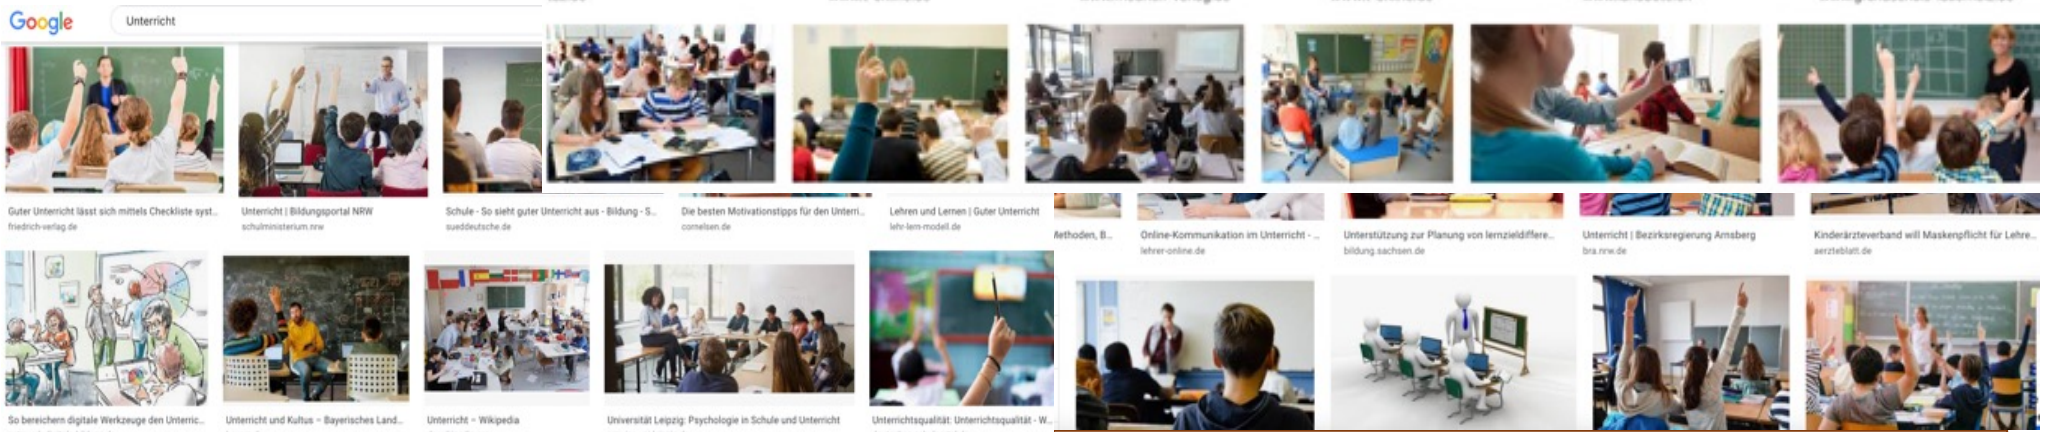 Google
Unterricht
Guter Unterricht lässt sich mittels Checkliste syst...
friedrich-verlag.de
Unterricht | Bildungsportal NRW
schulministerium.nrw
Schule - So sieht guter Unterricht aus - Bildung - S...
sueddeutsche.de
Die besten Motivationstipps für den Unterri...
cornelsen.de
Lehren und Lernen | Guter Unterricht
lehr-lern-modell.de
Methoden, B...
Online-Kommunikation im Unterricht - ...
lehrer-online.de
Unterstützung zur Planung von lernzieldiffere...
bildung.sachsen.de
Unterricht | Bezirksregierung Arnsberg
bra.nrw.de
Kinderärzteverband will Maskenpflicht für Lehre...
aerzteblatt.de
So bereichern digitale Werkzeuge den Unterric...
Unterricht und Kultus – Bayerisches Land...
Unterricht – Wikipedia
Universität Leipzig: Psychologie in Schule und Unterricht
Unterrichtsqualität: Unterrichtsqualität - W...